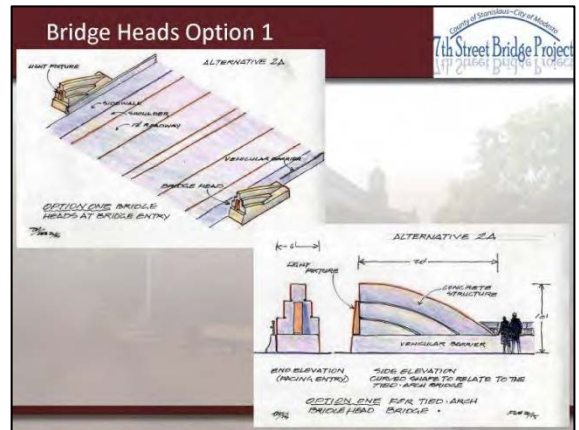 Bridge Heads Option 1
County of Stanislaus~City of Modesto
7th Street Bridge Project
LIGHT FIXTURE
ALTERNATIVE 2A
SIDEWALK
SHOULDER
12' ROADWAY
VEHICULAR BARRIER
BRIDGE HEAD
OPTION ONE BRIDGE
HEADS AT BRIDGE ENTRY
ALTERNATIVE 2A
6'
LIGHT
FIXTURE
CONCRETE
STRUCTURE
10'
VEHICULAR BARRIER
END ELEVATION
(FACING ENTRY)
SIDE ELEVATION
CURVED SHAPE TO RELATE TO THE
TIED-ARCH BRIDGE
OPTION ONE FOR TIED-ARCH
BRIDGE HEAD BRIDGE.